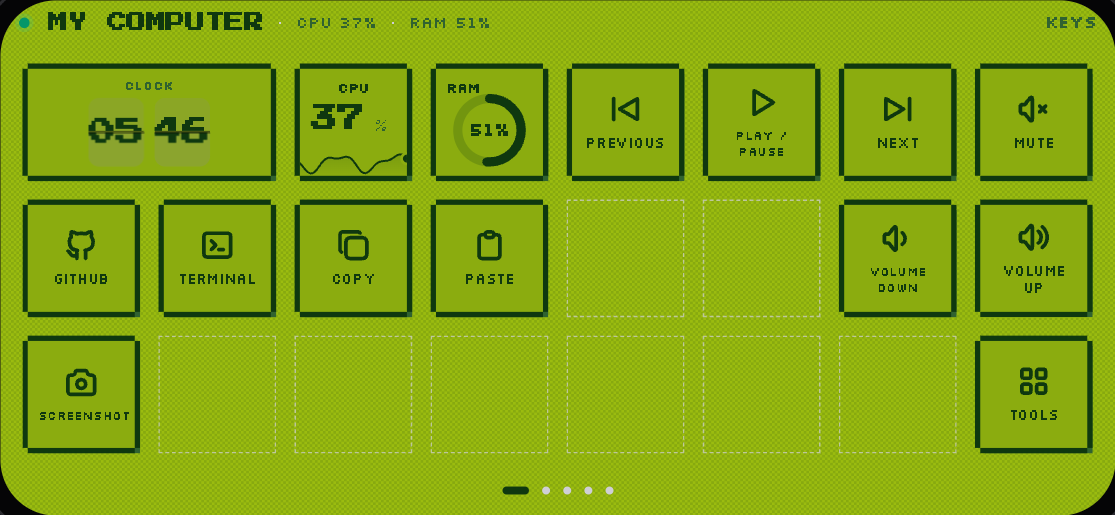 MY COMPUTER · CPU 37% · RAM 51%
KEYS
CLOCK
05 46
CPU
37 %
RAM
51%
PREVIOUS
PLAY /
PAUSE
NEXT
MUTE
GITHUB
TERMINAL
COPY
PASTE
VOLUME
DOWN
VOLUME
UP
SCREENSHOT
TOOLS